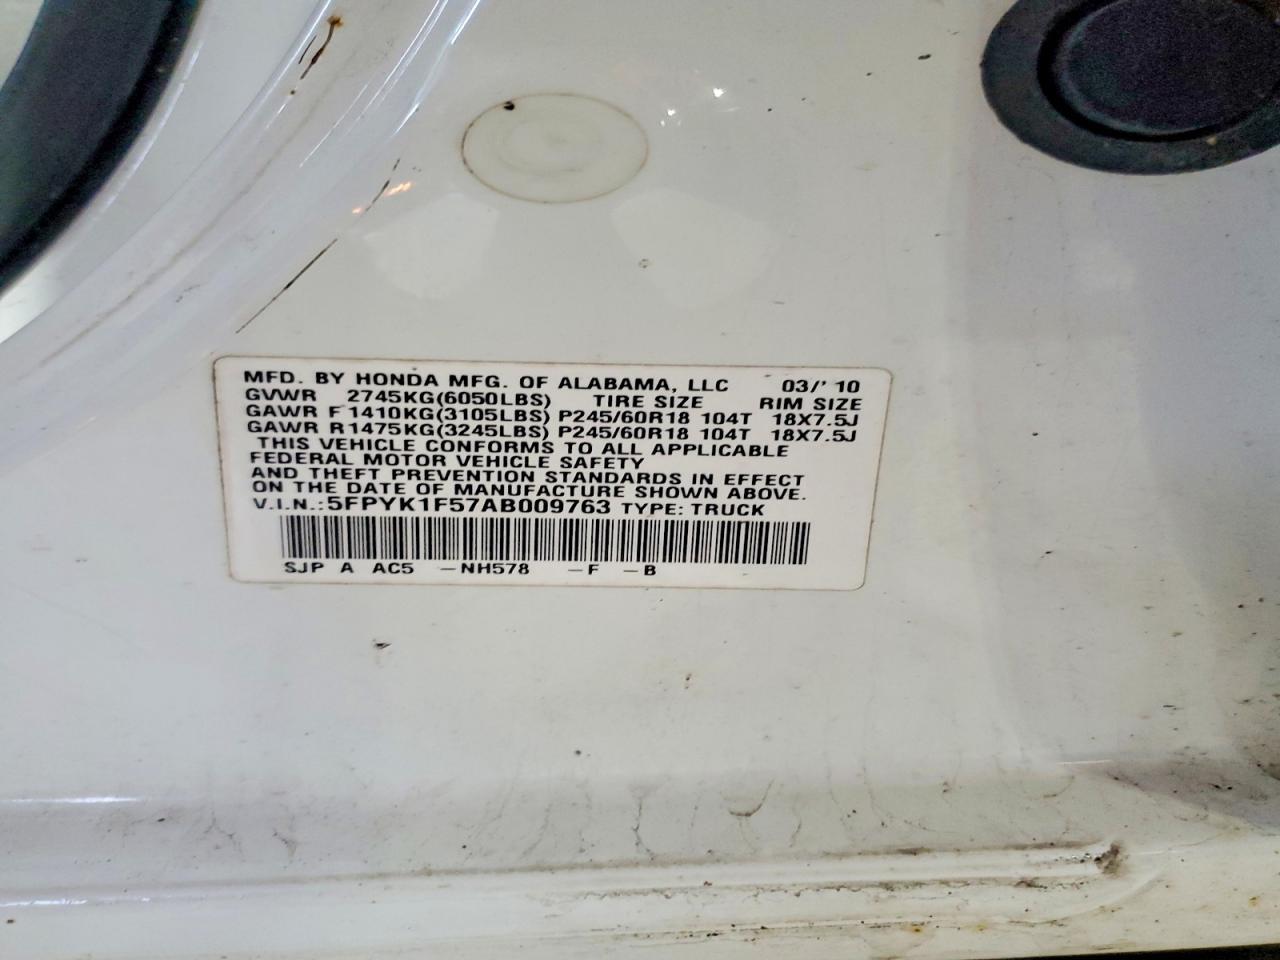 MFD. BY HONDA MFG. OF ALABAMA, LLC 03/'10
GVWR 2745KG(6050LBS) TIRE SIZE RIM SIZE
GAWR F1410KG(3105LBS) P245/60R18 104T 18X7.5J
GAWR R1475KG(3245LBS) P245/60R18 104T 18X7.5J
THIS VEHICLE CONFORMS TO ALL APPLICABLE
FEDERAL MOTOR VEHICLE SAFETY
AND THEFT PREVENTION STANDARDS IN EFFECT
ON THE DATE OF MANUFACTURE SHOWN ABOVE.
V.I.N.:5FPYK1F57AB009763 TYPE: TRUCK
SJP A AC5 -NH578 -F -B